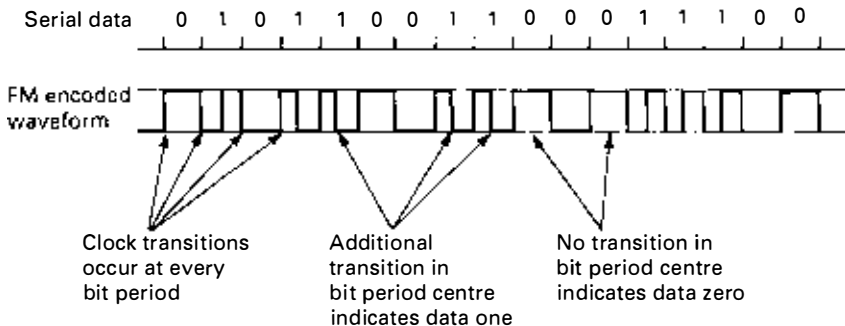 Serial data 0 1 0 1 1 0 0 1 1 0 0 0 1 1 1 0 0
FM encoded
waveform
Clock transitions
occur at every
bit period
Additional
transition in
bit period centre
indicates data one
No transition in
bit period centre
indicates data zero